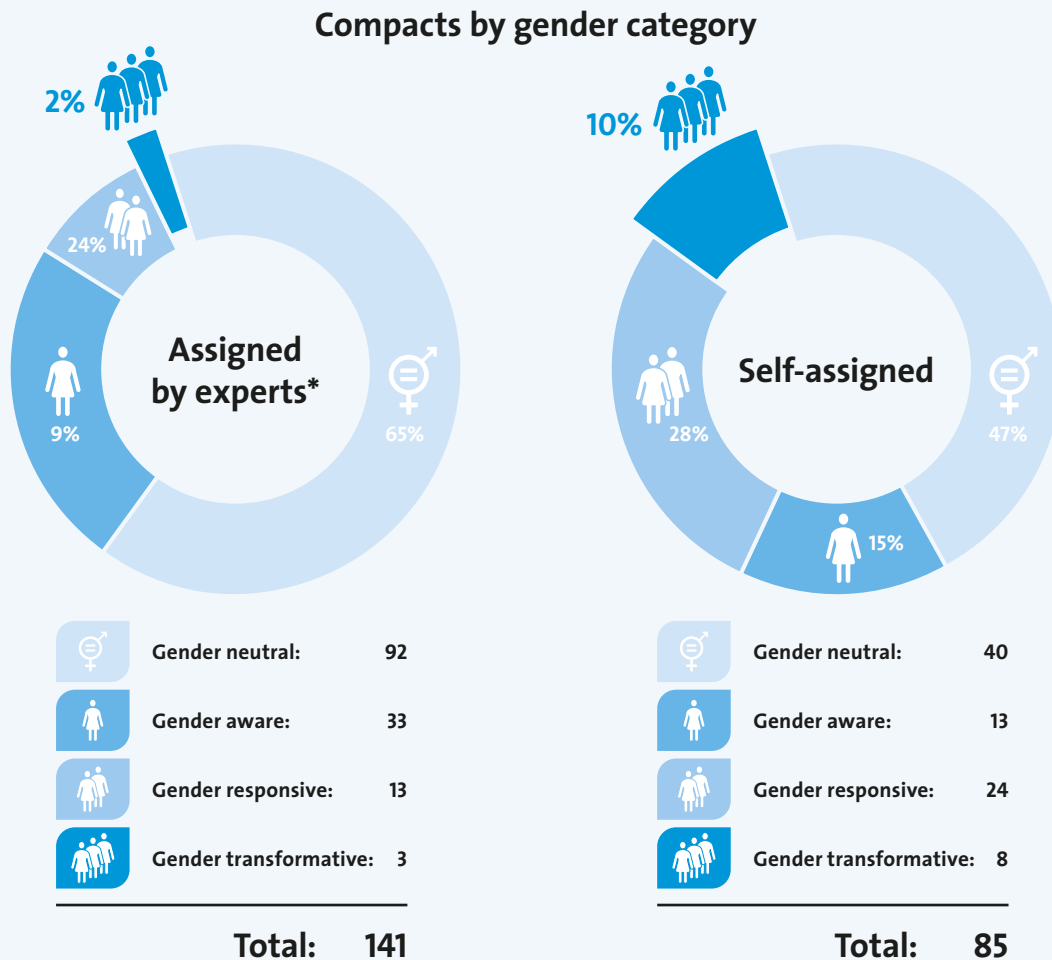 Compacts by gender category
2%
24%
Assigned
by experts*
9%
65%
Gender neutral: 92
Gender aware: 33
Gender responsive: 13
Gender transformative: 3
Total: 141
10%
Self-assigned
28%
47%
15%
Gender neutral: 40
Gender aware: 13
Gender responsive: 24
Gender transformative: 8
Total: 85